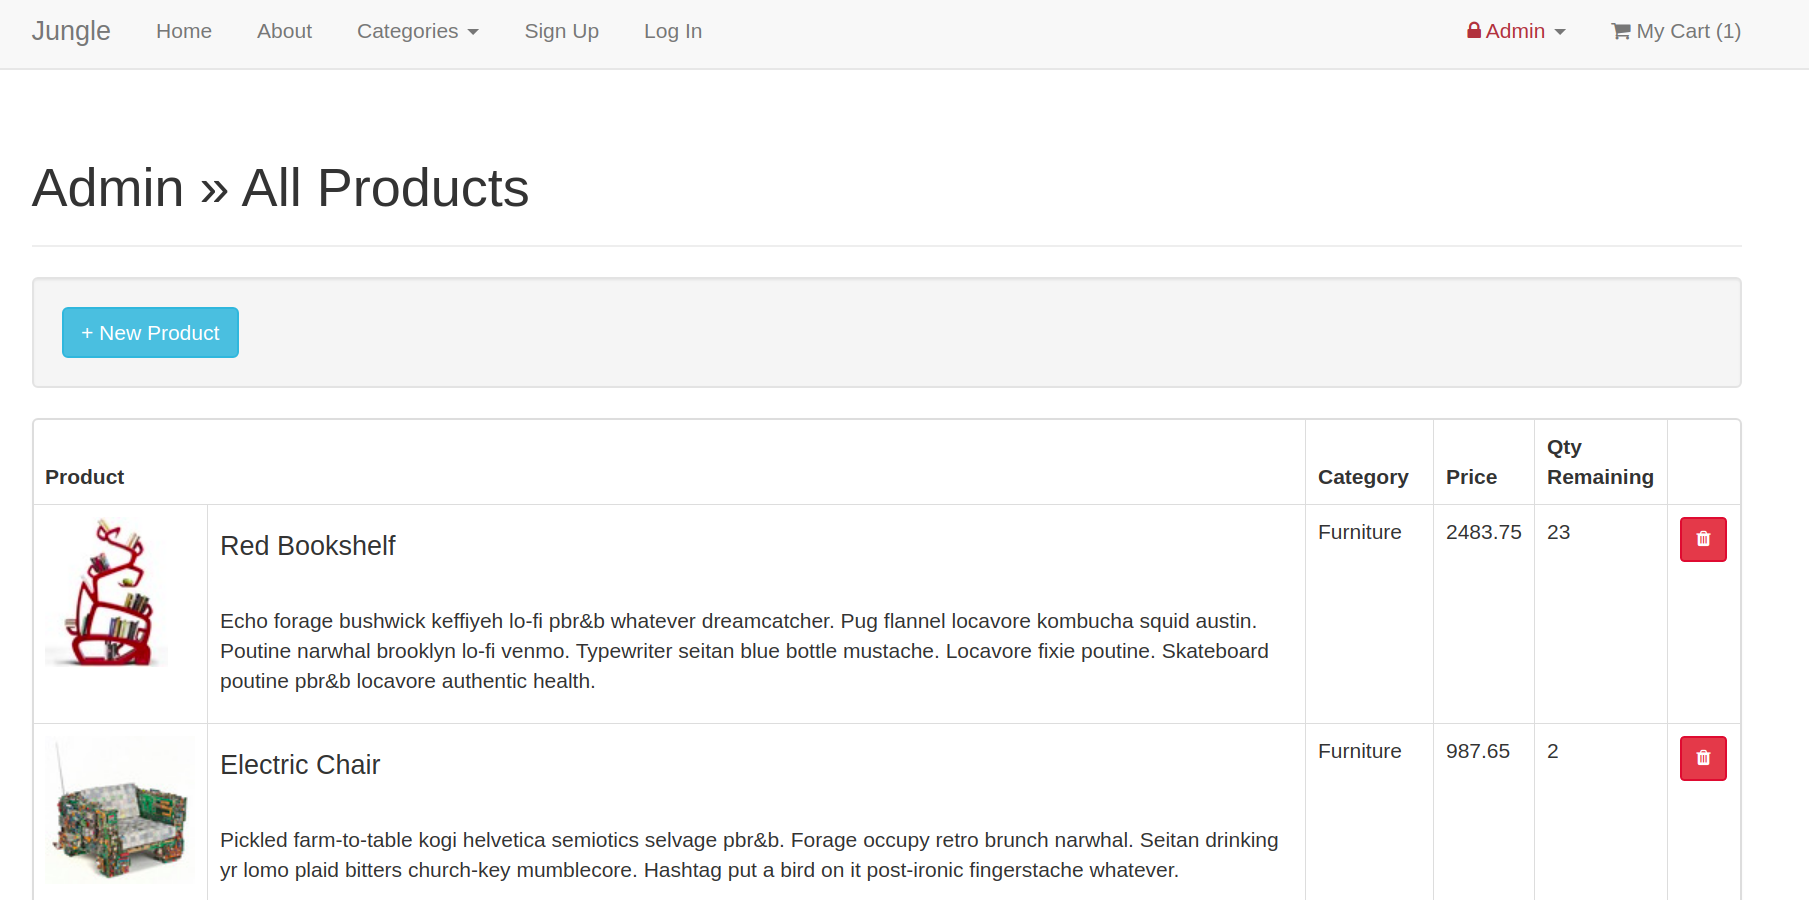 Jungle Home About Categories Sign Up Log In Admin My Cart (1)
Admin » All Products
+ New Product
Product Category Price Qty Remaining
Red Bookshelf Furniture 2483.75 23
Echo forage bushwick keffiyeh lo-fi pbr&b whatever dreamcatcher. Pug flannel locavore kombucha squid austin.
Poutine narwhal brooklyn lo-fi venmo. Typewriter seitan blue bottle mustache. Locavore fixie poutine. Skateboard
poutine pbr&b locavore authentic health.
Electric Chair Furniture 987.65 2
Pickled farm-to-table kogi helvetica semiotics selvage pbr&b. Forage occupy retro brunch narwhal. Seitan drinking
yr lomo plaid bitters church-key mumblecore. Hashtag put a bird on it post-ironic fingerstache whatever.